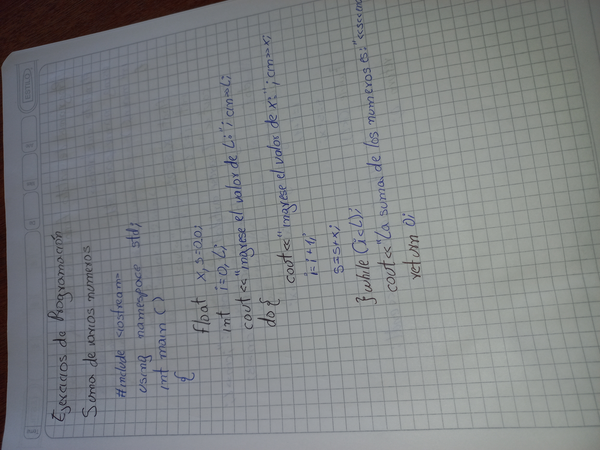 Ejercicios de Programación
Suma de varios numeros
#include <iostream>
using namespace std;
int main ()
{
float x, s=0.0;
int i=0, L;
cout <<"ingrese el valor de L:"; cin>>L;
do {
cout<<"ingrese el valor de x:"; cin>>x;
i=i+1;
s=s+x;
} while (i<L);
cout<<"La suma de los numeros es:"<<s<<
return 0;